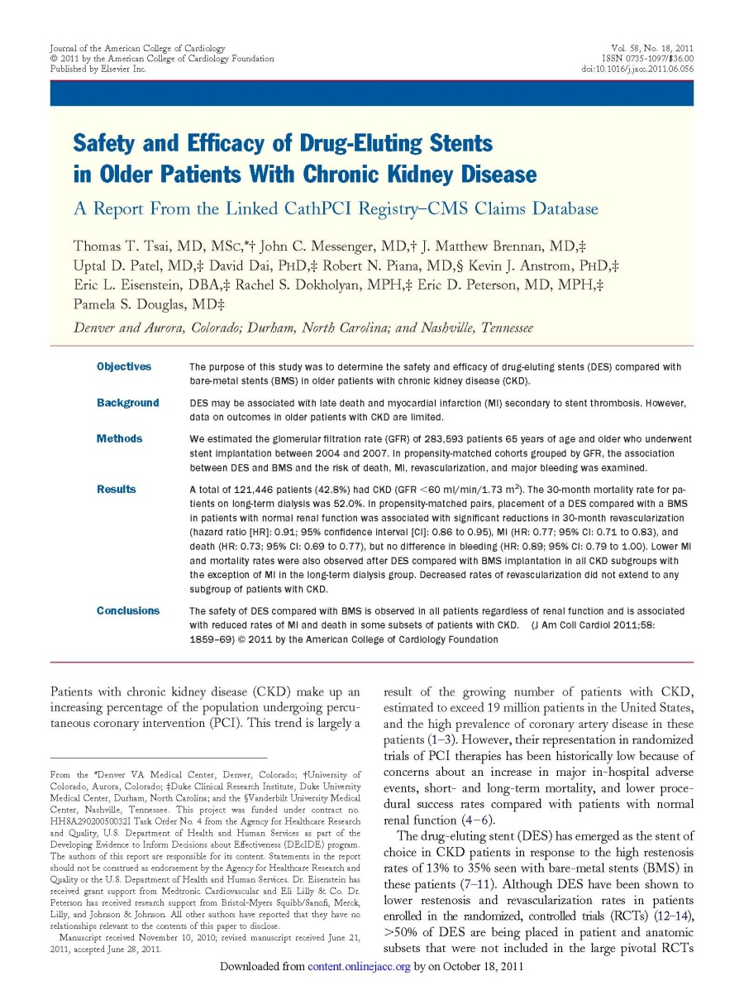 Journal of the American College of Cardiology
© 2011 by the American College of Cardiology Foundation
Published by Elsevier Inc.
Vol. 58, No. 18, 2011
ISSN 0735-1097/$36.00
doi:10.1016/j.jacc.2011.06.056
Safety and Efficacy of Drug-Eluting Stents
in Older Patients With Chronic Kidney Disease
A Report From the Linked CathPCI Registry–CMS Claims Database
Thomas T. Tsai, MD, MSC,*† John C. Messenger, MD,† J. Matthew Brennan, MD,‡
Uptal D. Patel, MD,‡ David Dai, PHD,‡ Robert N. Piana, MD,§ Kevin J. Anstrom, PHD,‡
Eric L. Eisenstein, DBA,‡ Rachel S. Dokholyan, MPH,‡ Eric D. Peterson, MD, MPH,‡
Pamela S. Douglas, MD‡
Denver and Aurora, Colorado; Durham, North Carolina; and Nashville, Tennessee
Objectives The purpose of this study was to determine the safety and efficacy of drug-eluting stents (DES) compared with
bare-metal stents (BMS) in older patients with chronic kidney disease (CKD).
Background DES may be associated with late death and myocardial infarction (MI) secondary to stent thrombosis. However,
data on outcomes in older patients with CKD are limited.
Methods We estimated the glomerular filtration rate (GFR) of 283,593 patients 65 years of age and older who underwent
stent implantation between 2004 and 2007. In propensity-matched cohorts grouped by GFR, the association
between DES and BMS and the risk of death, MI, revascularization, and major bleeding was examined.
Results A total of 121,446 patients (42.8%) had CKD (GFR <60 ml/min/1.73 m²). The 30-month mortality rate for pa-
tients on long-term dialysis was 52.0%. In propensity-matched pairs, placement of a DES compared with a BMS
in patients with normal renal function was associated with significant reductions in 30-month revascularization
(hazard ratio [HR]: 0.91; 95% confidence interval [CI]: 0.86 to 0.95), MI (HR: 0.77; 95% CI: 0.71 to 0.83), and
death (HR: 0.73; 95% CI: 0.69 to 0.77), but no difference in bleeding (HR: 0.89; 95% CI: 0.79 to 1.00). Lower MI
and mortality rates were also observed after DES compared with BMS implantation in all CKD subgroups with
the exception of MI in the long-term dialysis group. Decreased rates of revascularization did not extend to any
subgroup of patients with CKD.
Conclusions The safety of DES compared with BMS is observed in all patients regardless of renal function and is associated
with reduced rates of MI and death in some subsets of patients with CKD. (J Am Coll Cardiol 2011;58:
1859–69) © 2011 by the American College of Cardiology Foundation
Patients with chronic kidney disease (CKD) make up an
increasing percentage of the population undergoing percu-
taneous coronary intervention (PCI). This trend is largely a
From the *Denver VA Medical Center, Denver, Colorado; †University of
Colorado, Aurora, Colorado; ‡Duke Clinical Research Institute, Duke University
Medical Center, Durham, North Carolina; and the §Vanderbilt University Medical
Center, Nashville, Tennessee. This project was funded under contract no.
HHSA29020050032I Task Order No. 4 from the Agency for Healthcare Research
and Quality, U.S. Department of Health and Human Services as part of the
Developing Evidence to Inform Decisions about Effectiveness (DEcIDE) program.
The authors of this report are responsible for its content. Statements in the report
should not be construed as endorsement by the Agency for Healthcare Research and
Quality or the U.S. Department of Health and Human Services. Dr. Eisenstein has
received grant support from Medtronic Cardiovascular and Eli Lilly & Co. Dr.
Peterson has received research support from Bristol-Myers Squibb/Sanofi, Merck,
Lilly, and Johnson & Johnson. All other authors have reported that they have no
relationships relevant to the contents of this paper to disclose.
Manuscript received November 10, 2010; revised manuscript received June 21,
2011, accepted June 28, 2011.
result of the growing number of patients with CKD,
estimated to exceed 19 million patients in the United States,
and the high prevalence of coronary artery disease in these
patients (1–3). However, their representation in randomized
trials of PCI therapies has been historically low because of
concerns about an increase in major in-hospital adverse
events, short- and long-term mortality, and lower proce-
dural success rates compared with patients with normal
renal function (4–6).
The drug-eluting stent (DES) has emerged as the stent of
choice in CKD patients in response to the high restenosis
rates of 13% to 35% seen with bare-metal stents (BMS) in
these patients (7–11). Although DES have been shown to
lower restenosis and revascularization rates in patients
enrolled in the randomized, controlled trials (RCTs) (12–14),
>50% of DES are being placed in patient and anatomic
subsets that were not included in the large pivotal RCTs
Downloaded from content.onlinejacc.org by on October 18, 2011